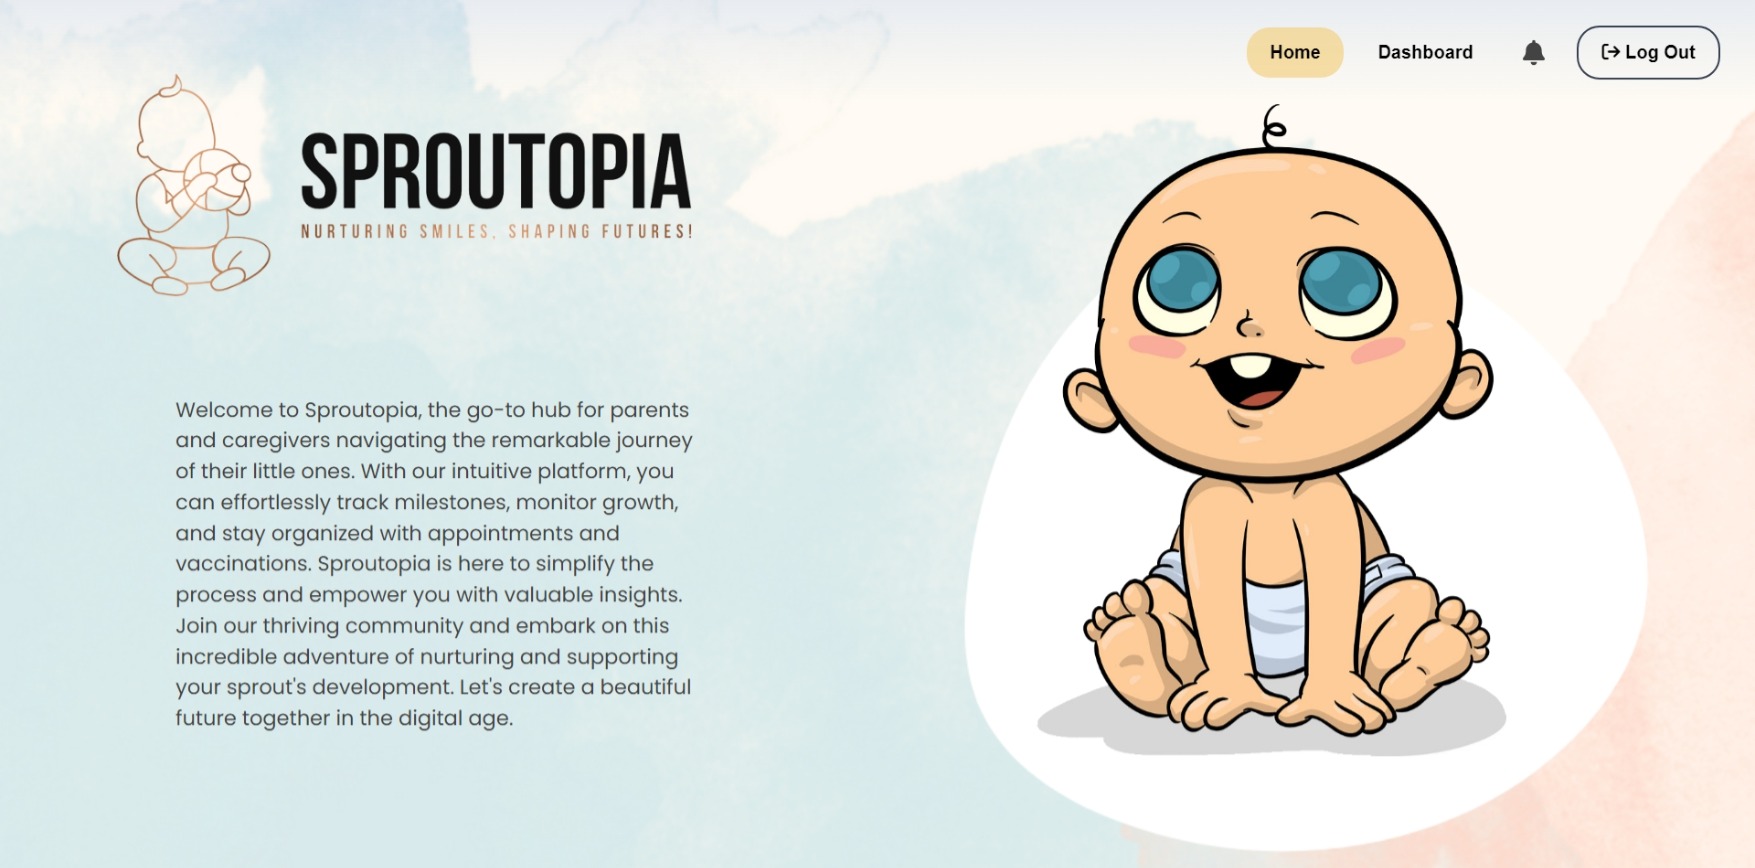 Home Dashboard Log Out
SPROUTOPIA
NURTURING SMILES, SHAPING FUTURES!
Welcome to Sproutopia, the go-to hub for parents
and caregivers navigating the remarkable journey
of their little ones. With our intuitive platform, you
can effortlessly track milestones, monitor growth,
and stay organized with appointments and
vaccinations. Sproutopia is here to simplify the
process and empower you with valuable insights.
Join our thriving community and embark on this
incredible adventure of nurturing and supporting
your sprout's development. Let's create a beautiful
future together in the digital age.